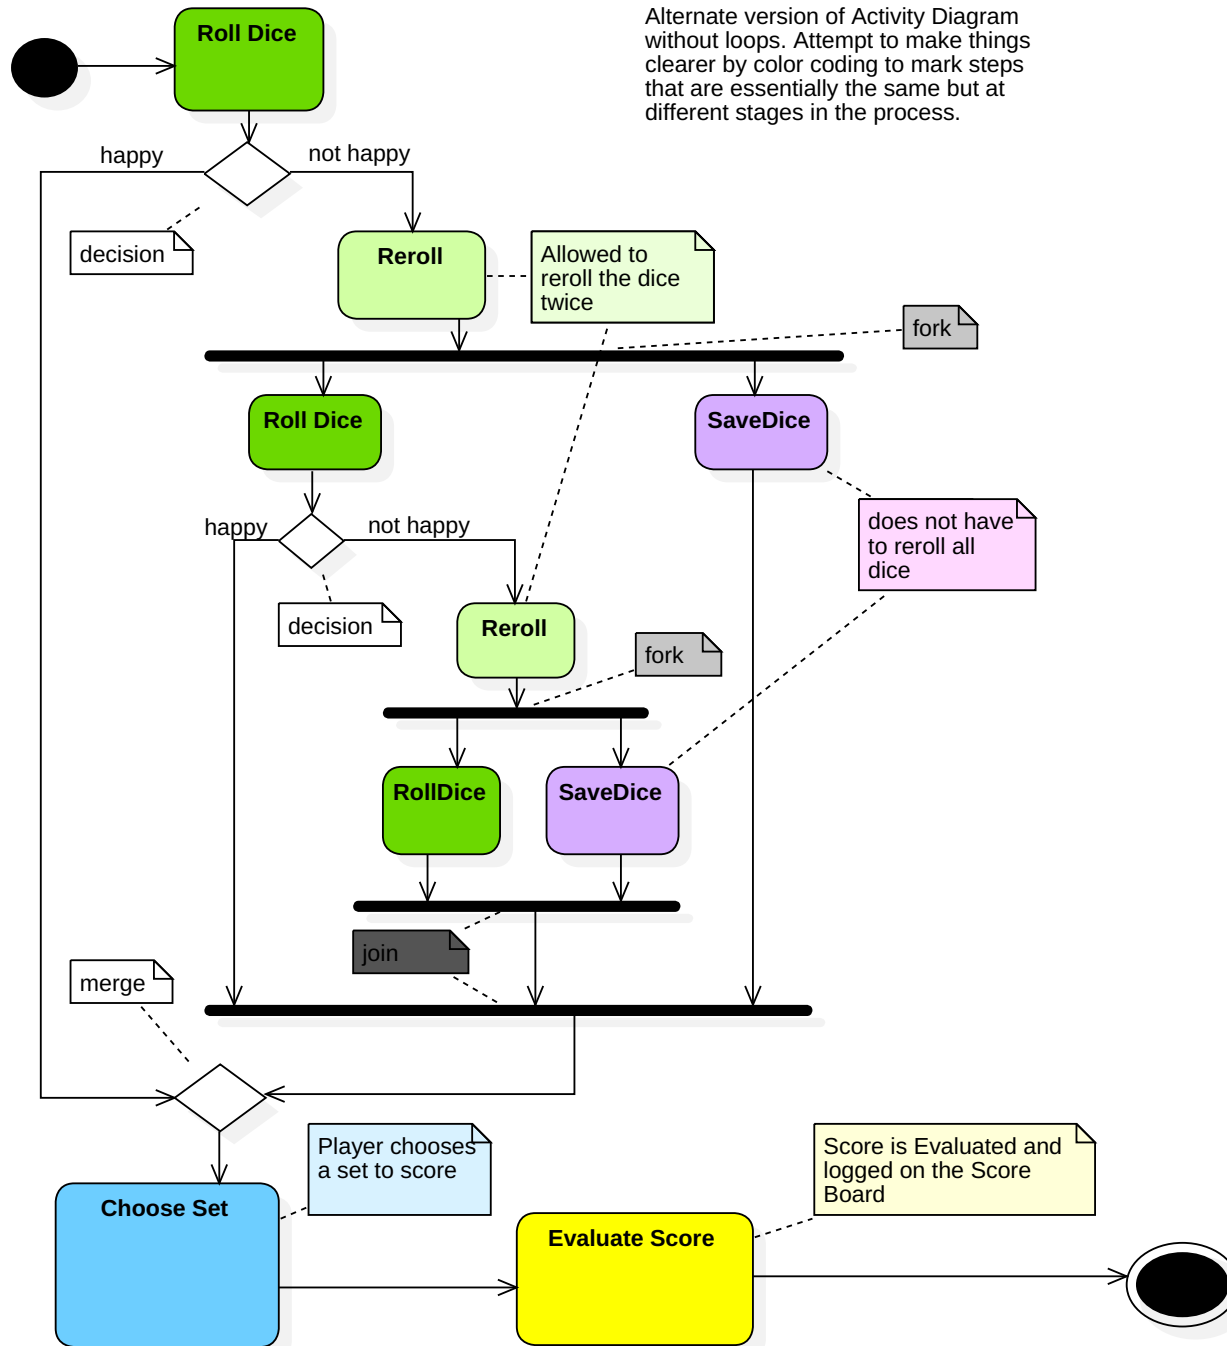 Roll Dice
Alternate version of Activity Diagram
without loops. Attempt to make things
clearer by color coding to mark steps
that are essentially the same but at
different stages in the process.
happy
not happy
decision
Reroll
Allowed to
reroll the dice
twice
fork
Roll Dice
SaveDice
happy
not happy
does not have
to reroll all
dice
decision
Reroll
fork
RollDice
SaveDice
join
merge
Player chooses
a set to score
Score is Evaluated and
logged on the Score
Board
Choose Set
Evaluate Score